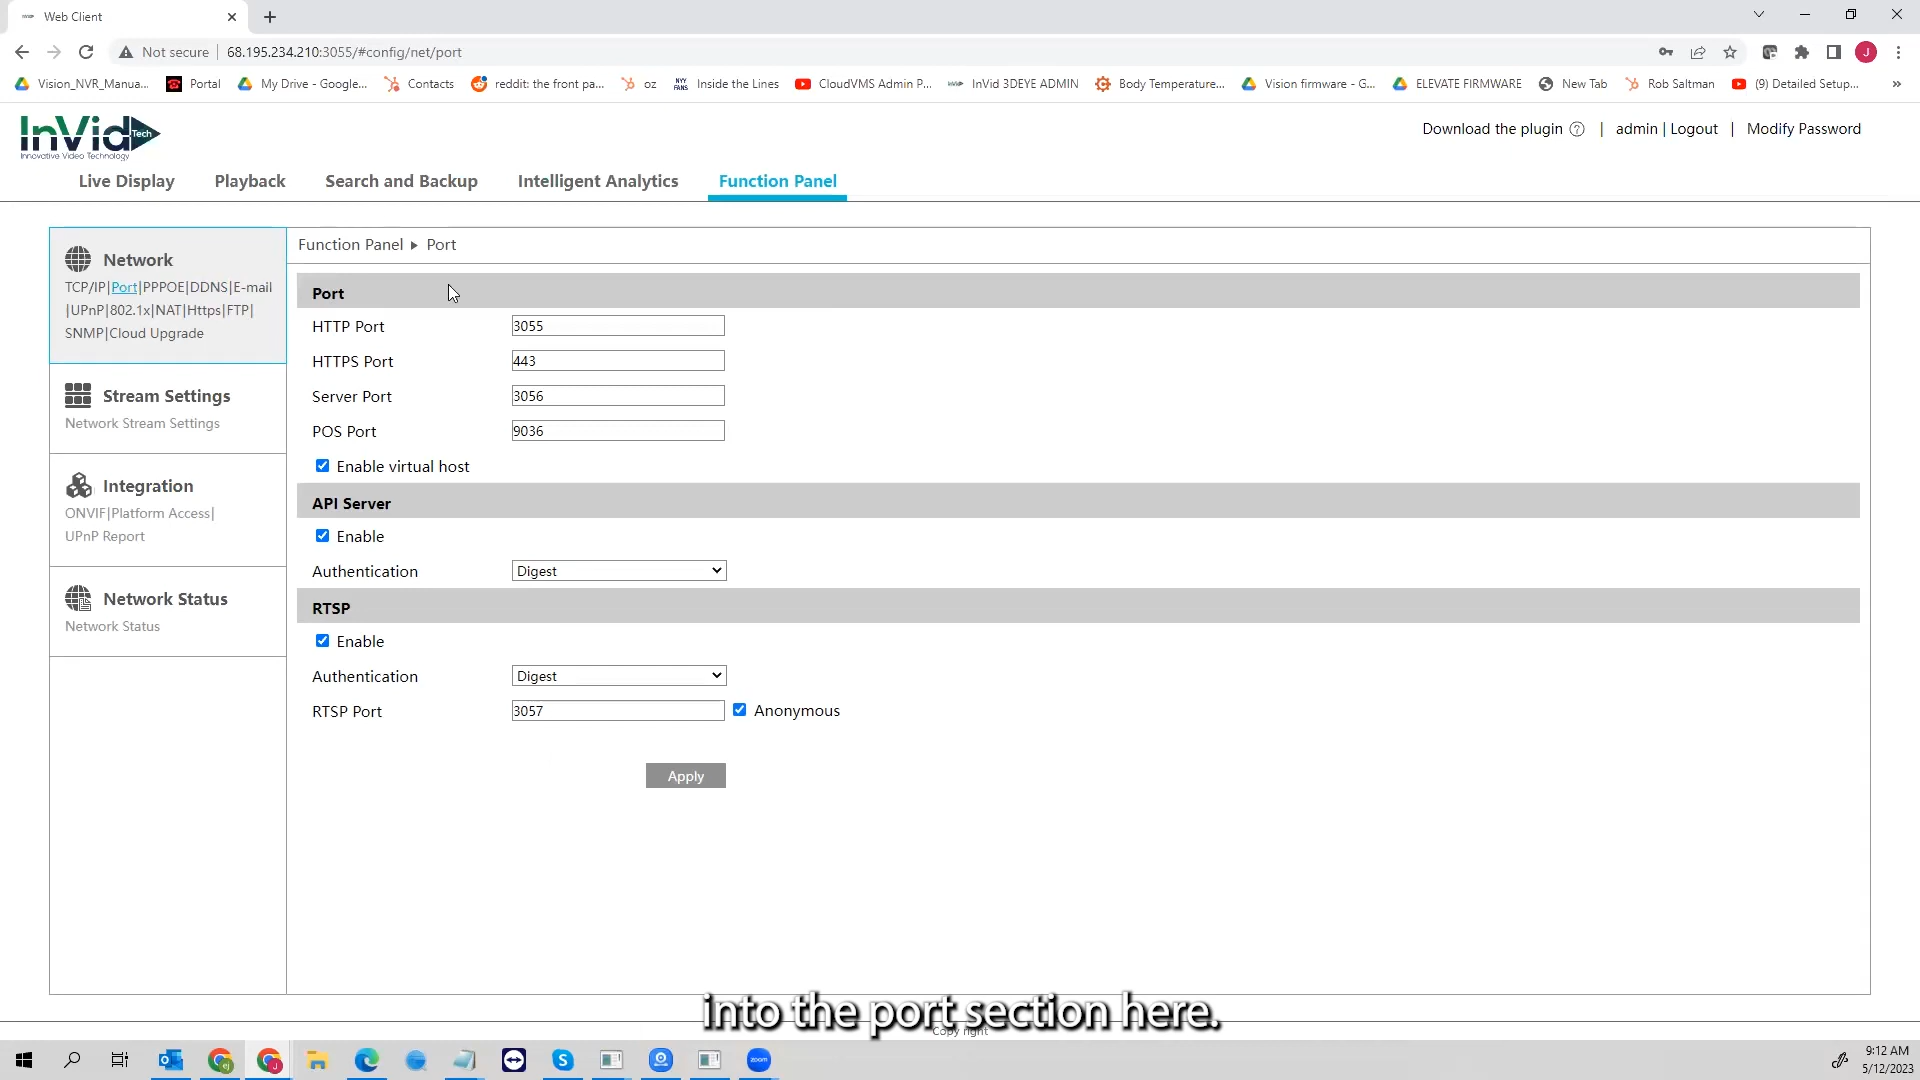 Web Client
Not secure | 68.195.234.210:3055/#config/net/port
J
Vision_NVR_Manua... Portal My Drive - Google... Contacts reddit: the front pa... oz NYY FANS Inside the Lines CloudVMS Admin P... InVid 3DEYE ADMIN Body Temperature... Vision firmware - G... ELEVATE FIRMWARE New Tab Rob Saltman (9) Detailed Setup... »
InVid Tech
Innovative Video Technology
Download the plugin ? | admin | Logout | Modify Password
Live Display Playback Search and Backup Intelligent Analytics Function Panel
Network
TCP/IP|Port|PPPOE|DDNS|E-mail
|UPnP|802.1x|NAT|Https|FTP|
SNMP|Cloud Upgrade
Stream Settings
Network Stream Settings
Integration
ONVIF|Platform Access|
UPnP Report
Network Status
Network Status
Function Panel ▸ Port
Port
HTTP Port 3055
HTTPS Port 443
Server Port 3056
POS Port 9036
Enable virtual host
API Server
Enable
Authentication Digest
RTSP
Enable
Authentication Digest
RTSP Port 3057 Anonymous
Apply
into the port section here.
Copy right
zoom
9:12 AM
5/12/2023